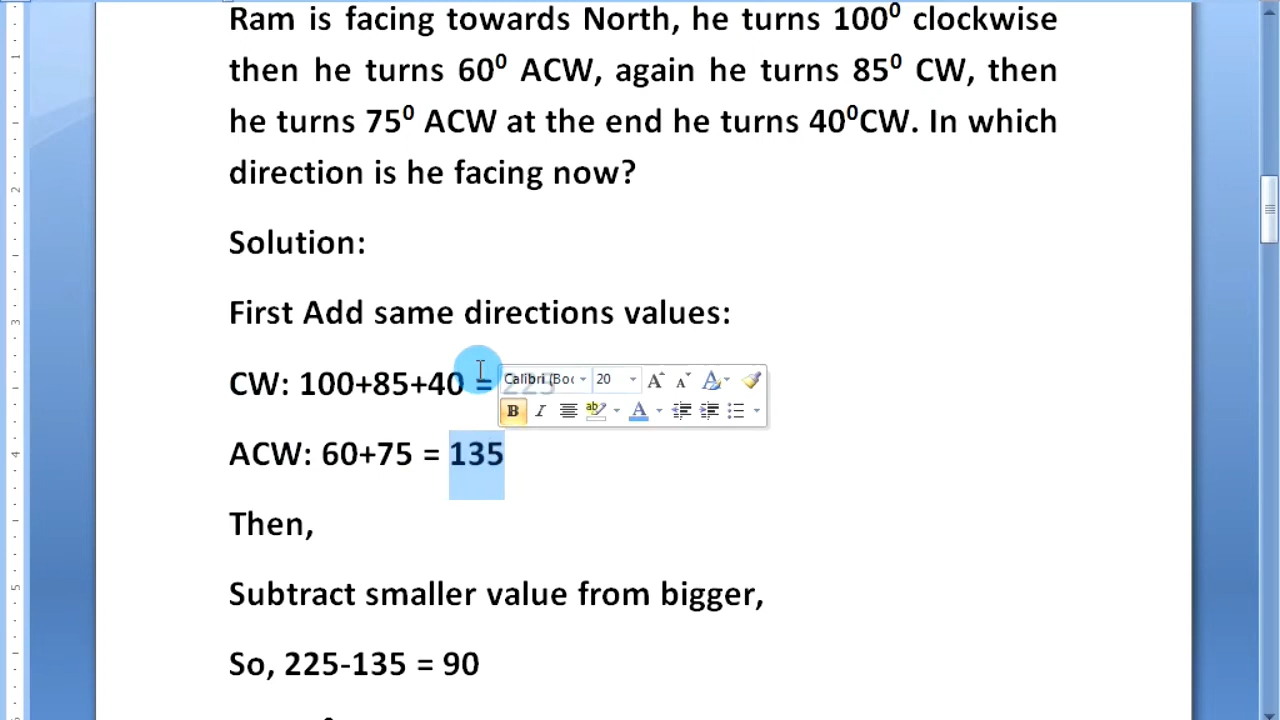 Ram is facing towards North, he turns 100⁰ clockwise
then he turns 60⁰ ACW, again he turns 85⁰ CW, then
he turns 75⁰ ACW at the end he turns 40⁰CW. In which
direction is he facing now?
Solution:
First Add same directions values:
CW: 100+85+40 = 225
Calibri (Boc 20
ACW: 60+75 = 135
Then,
Subtract smaller value from bigger,
So, 225-135 = 90